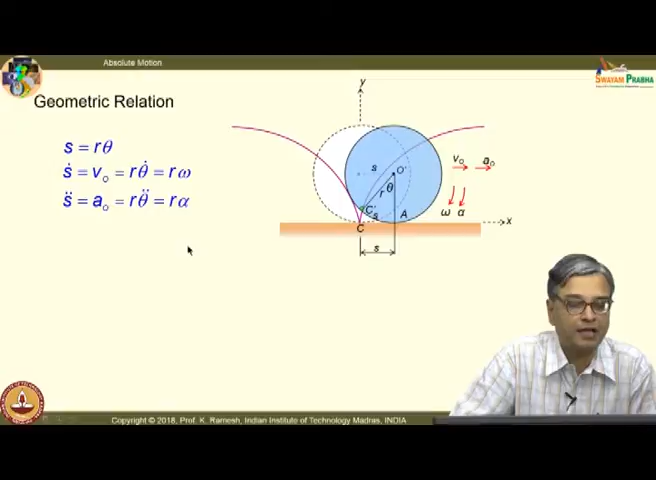 Absolute Motion
SWAYAM PRABHA
Geometric Relation
s = rθ
ṡ = v₀ = rθ̇ = rω
s̈ = a₀ = rθ̈ = rα
y
s
O'
v₀
a₀
r
θ
C'
s
A
ω α
C
x
s
Copyright © 2018, Prof. K. Ramesh, Indian Institute of Technology Madras, INDIA